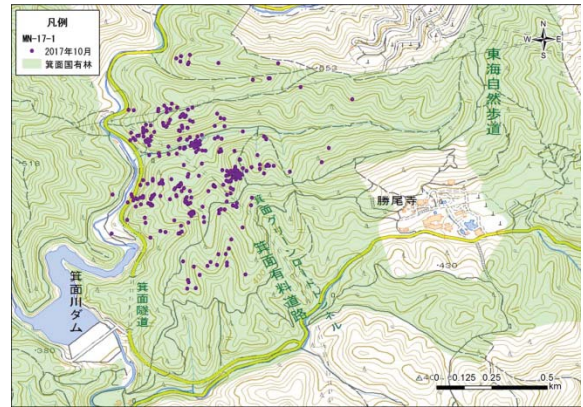 凡例
MN-17-1
2017年10月
箕面国有林
N
W
E
S
552
東海自然歩道
518
勝尾寺
箕面グリーンロードトンネル
箕面有料道路
430
箕面隧道
箕面川ダム
380
0 0.125 0.25 0.5
km